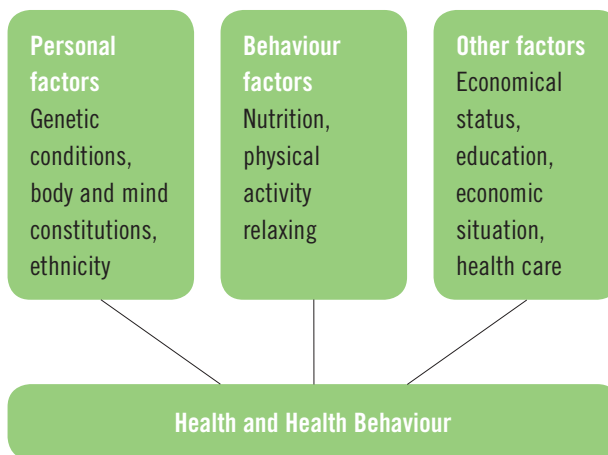 Personal
factors
Genetic
conditions,
body and mind
constitutions,
ethnicity
Behaviour
factors
Nutrition,
physical
activity
relaxing
Other factors
Economical
status,
education,
economic
situation,
health care
Health and Health Behaviour